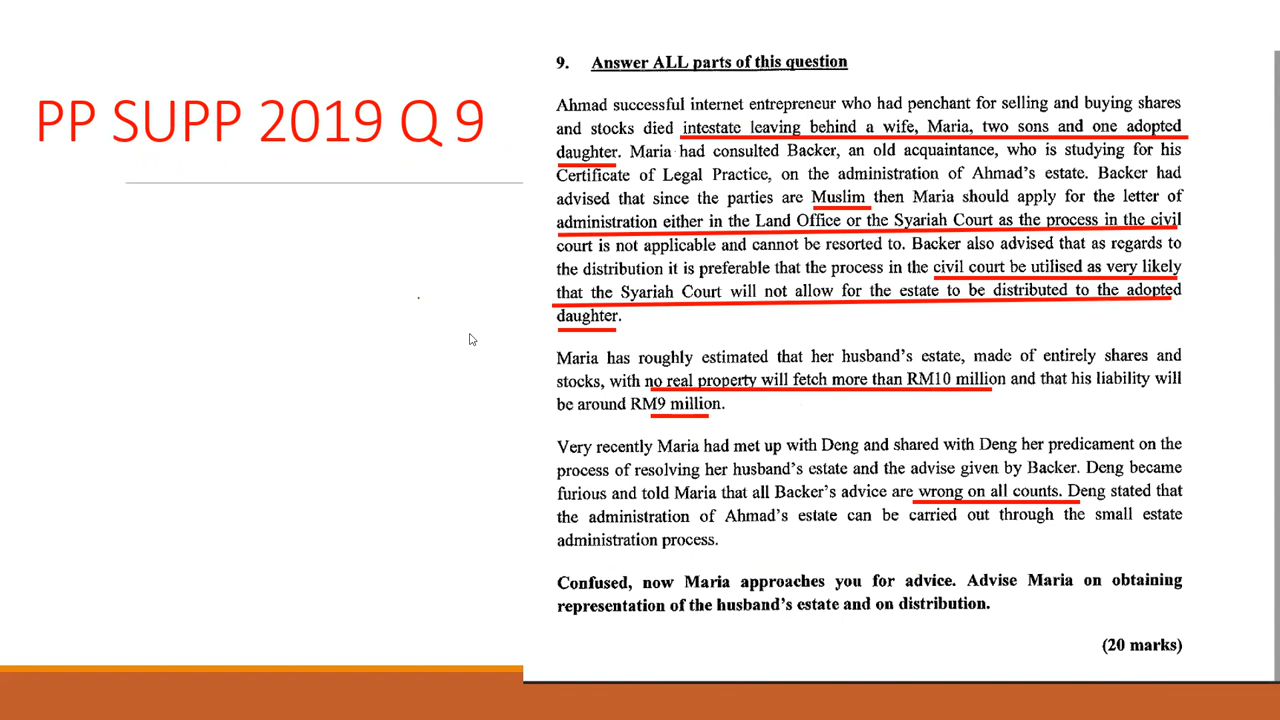 PP SUPP 2019 Q 9
9. Answer ALL parts of this question
Ahmad successful internet entrepreneur who had penchant for selling and buying shares
and stocks died intestate leaving behind a wife, Maria, two sons and one adopted
daughter. Maria had consulted Backer, an old acquaintance, who is studying for his
Certificate of Legal Practice, on the administration of Ahmad's estate. Backer had
advised that since the parties are Muslim then Maria should apply for the letter of
administration either in the Land Office or the Syariah Court as the process in the civil
court is not applicable and cannot be resorted to. Backer also advised that as regards to
the distribution it is preferable that the process in the civil court be utilised as very likely
that the Syariah Court will not allow for the estate to be distributed to the adopted
daughter.
Maria has roughly estimated that her husband's estate, made of entirely shares and
stocks, with no real property will fetch more than RM10 million and that his liability will
be around RM9 million.
Very recently Maria had met up with Deng and shared with Deng her predicament on the
process of resolving her husband's estate and the advise given by Backer. Deng became
furious and told Maria that all Backer's advice are wrong on all counts. Deng stated that
the administration of Ahmad's estate can be carried out through the small estate
administration process.
Confused, now Maria approaches you for advice. Advise Maria on obtaining
representation of the husband's estate and on distribution.
(20 marks)